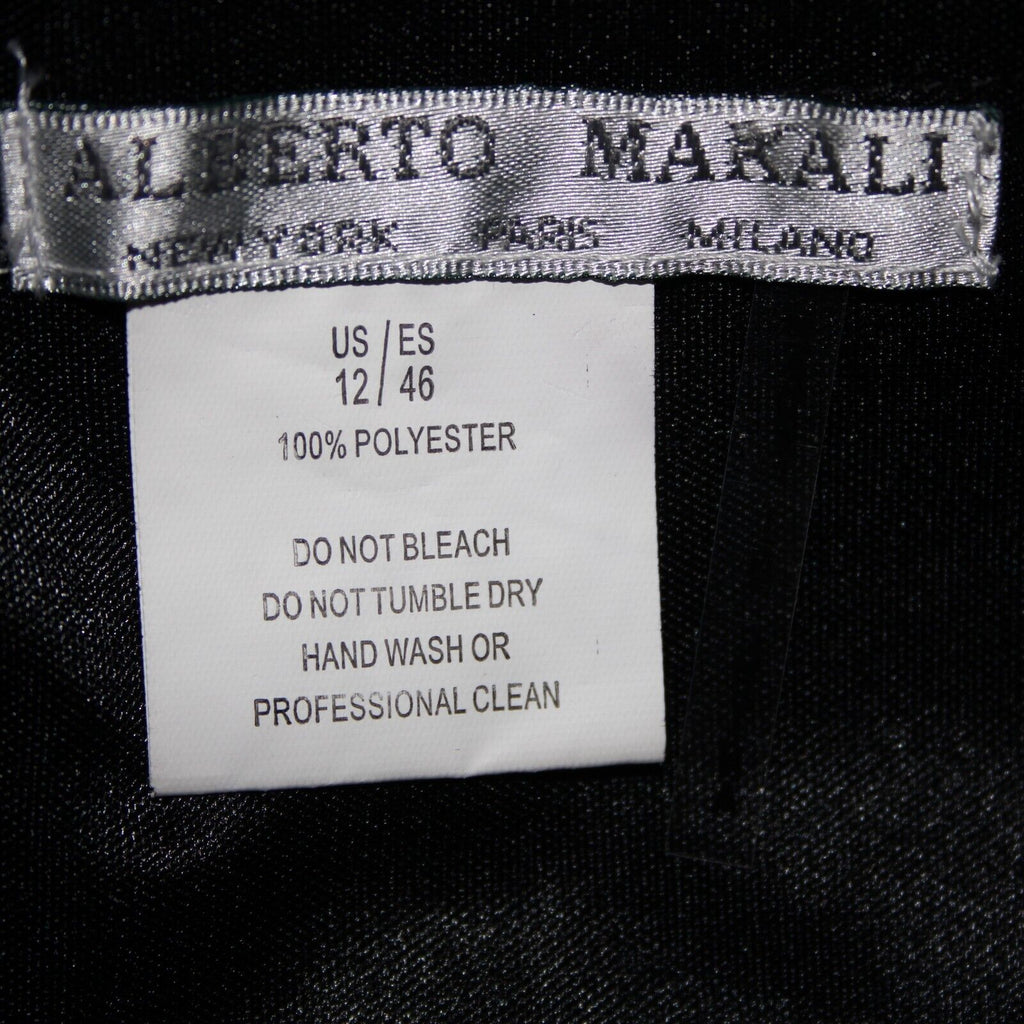 ALBERTO MAKALI
NEW YORK PARIS MILANO
US / ES
12 / 46
100% POLYESTER
DO NOT BLEACH
DO NOT TUMBLE DRY
HAND WASH OR
PROFESSIONAL CLEAN